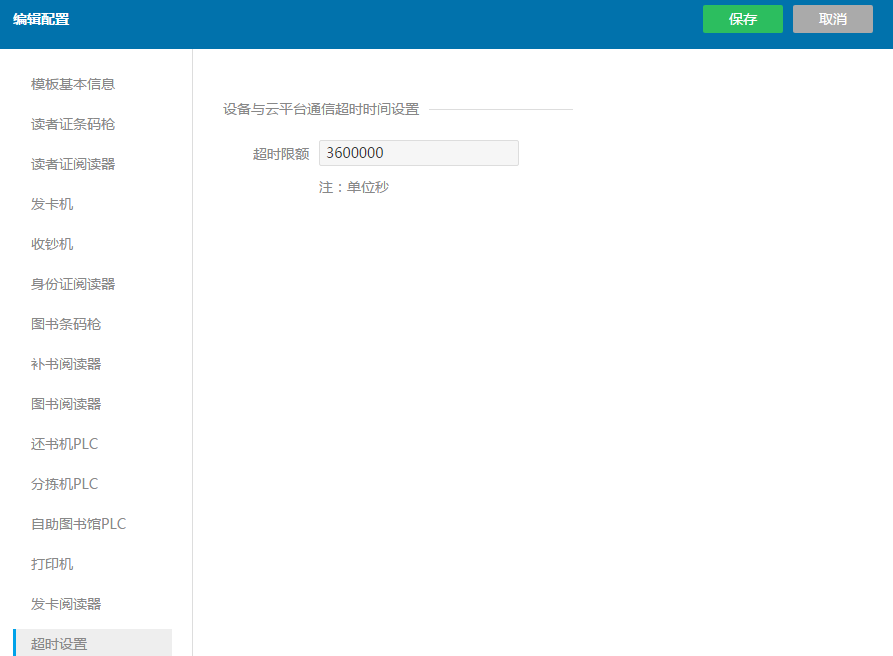 编辑配置
保存
取消
模板基本信息
读者证条码枪
读者证阅读器
发卡机
收钞机
身份证阅读器
图书条码枪
补书阅读器
图书阅读器
还书机PLC
分拣机PLC
自助图书馆PLC
打印机
发卡阅读器
超时设置
设备与云平台通信超时时间设置
超时限额
3600000
注：单位秒